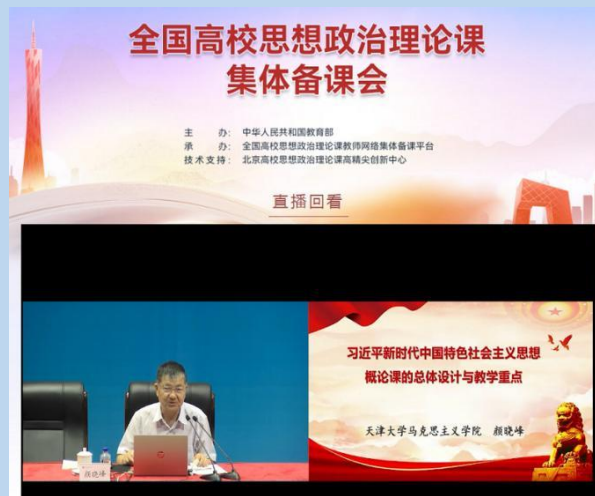 全国高校思想政治理论课
集体备课会
主 办: 中华人民共和国教育部
承 办: 全国高校思想政治理论课教师网络集体备课平台
技术支持: 北京高校思想政治理论课高精尖创新中心
直播回看
习近平新时代中国特色社会主义思想
概论课的总体设计与教学重点
天津大学马克思主义学院 颜晓峰
颜晓峰